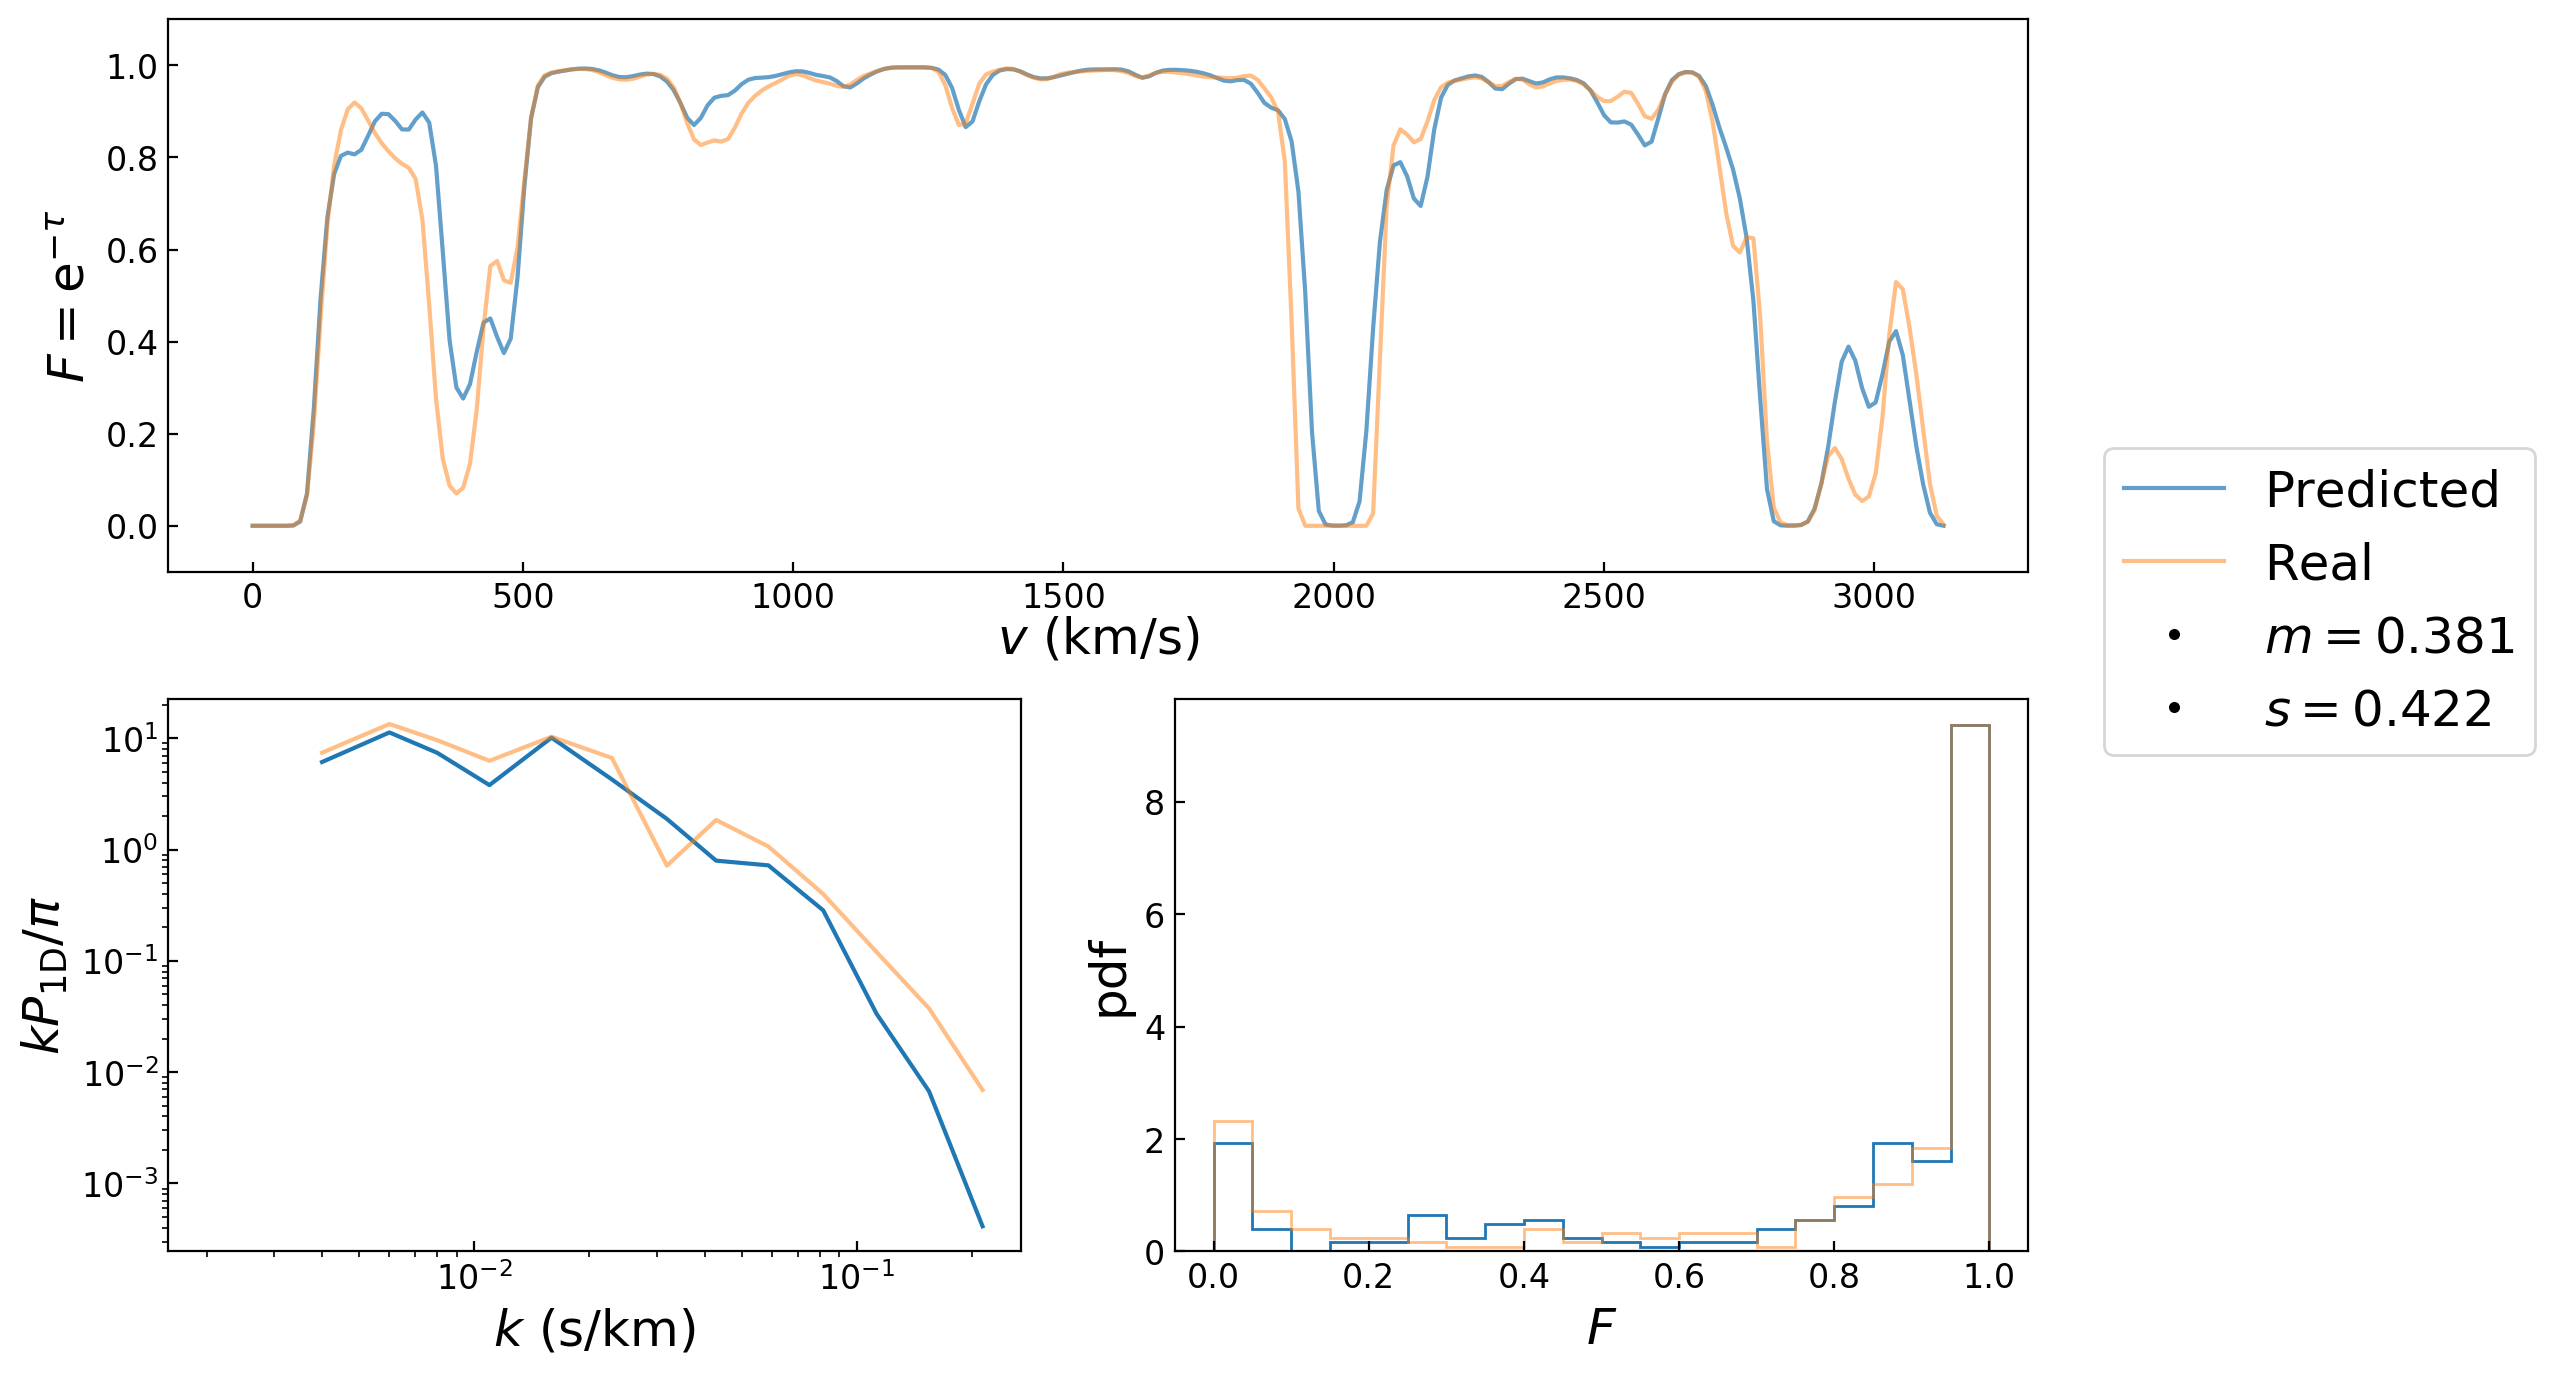 F = e^{−τ}
1.0
0.8
0.6
0.4
0.2
0.0
0 500 1000 1500 2000 2500 3000
v (km/s)
Predicted
Real
m = 0.381
s = 0.422
kP_{1D}/π
10^1
10^0
10^{−1}
10^{−2}
10^{−3}
10^{−2} 10^{−1}
k (s/km)
pdf
8
6
4
2
0
0.0 0.2 0.4 0.6 0.8 1.0
F